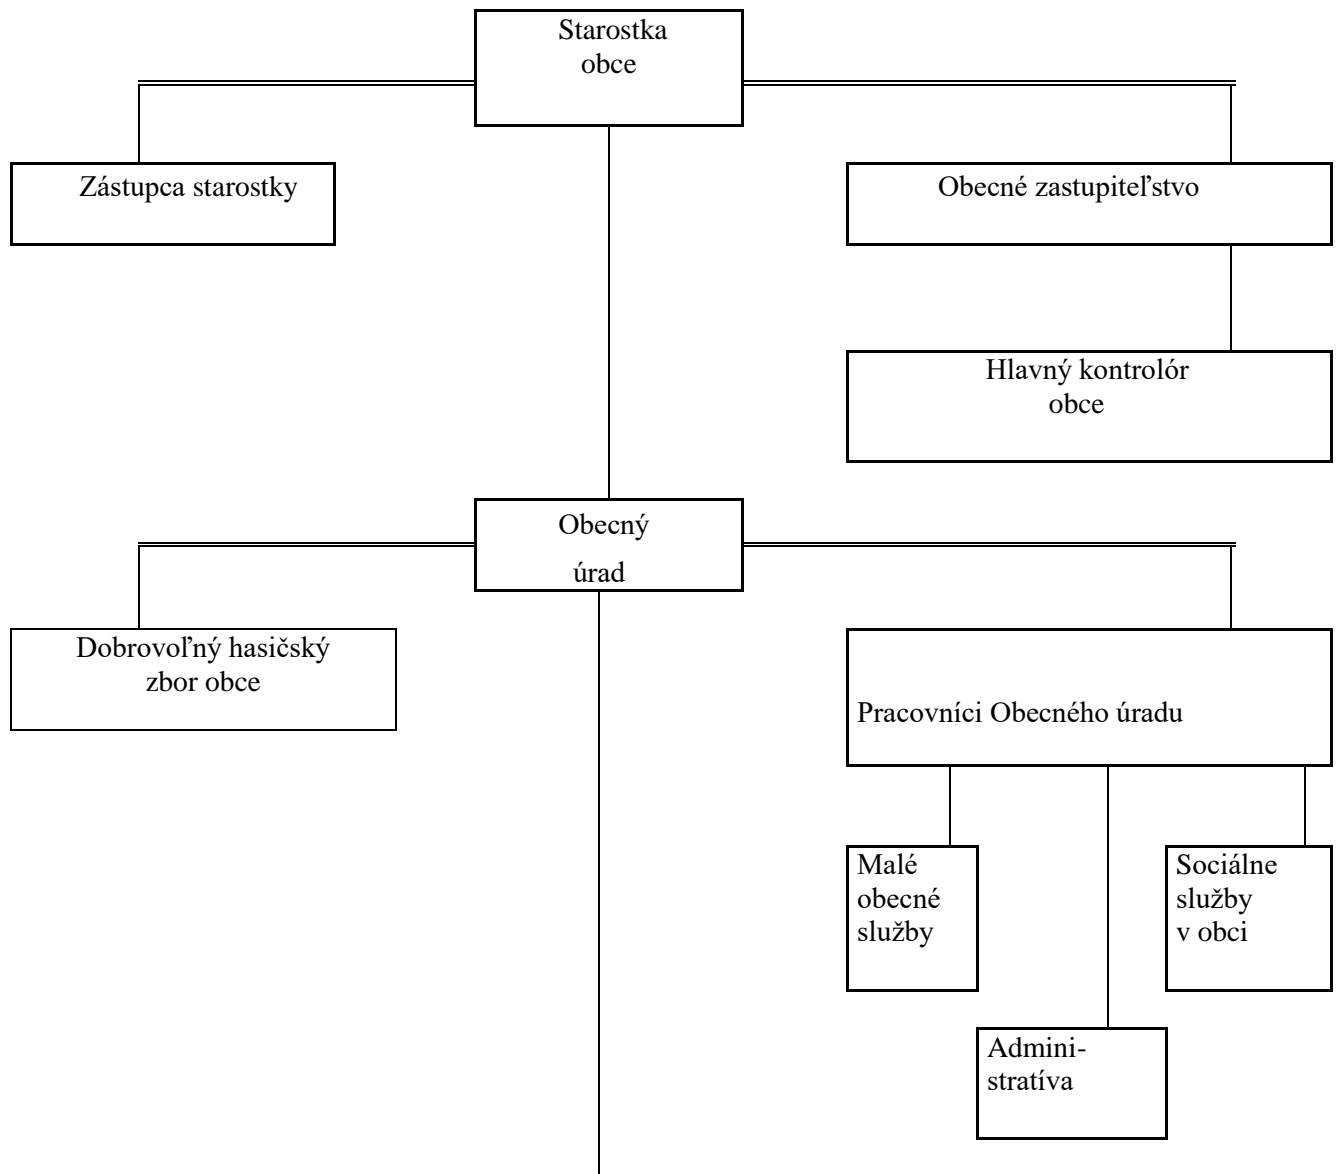 Starostka
obce
Zástupca starostky
Obecné zastupiteľstvo
Hlavný kontrolór
obce
Obecný
úrad
Dobrovoľný hasičský
zbor obce
Pracovníci Obecného úradu
Malé
obecné
služby
Sociálne
služby
v obci
Admini-
stratíva